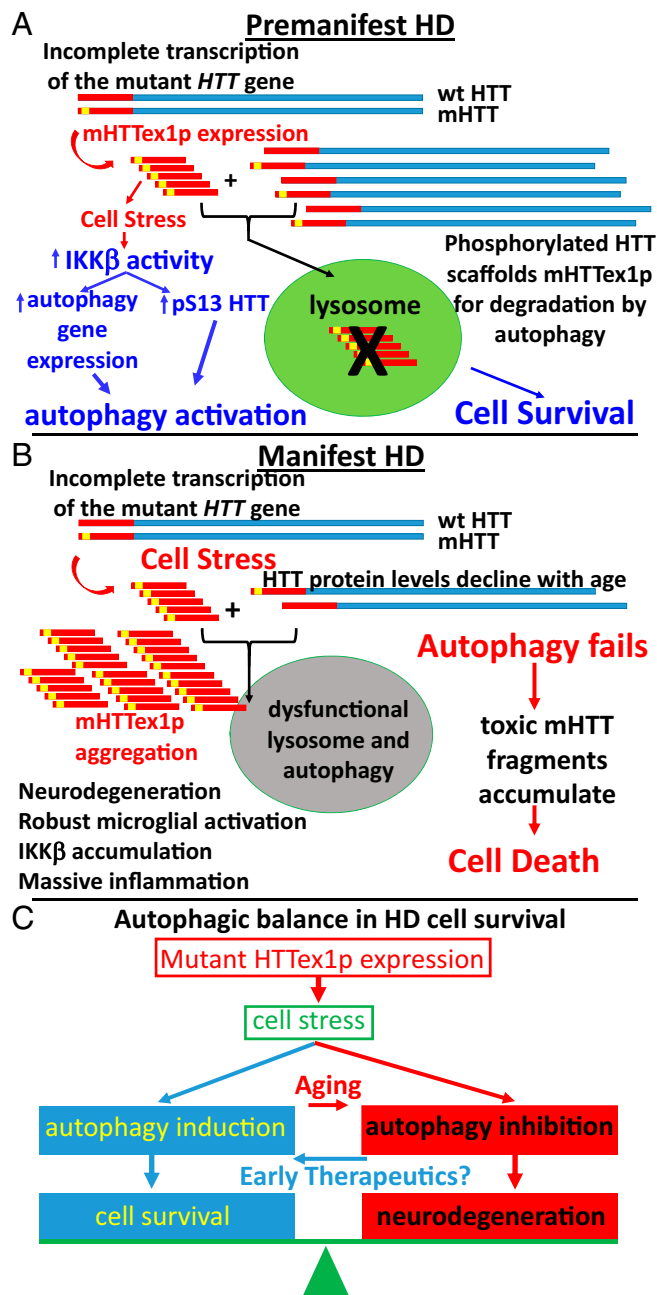 A
Premanifest HD
Incomplete transcription
of the mutant HTT gene
wt HTT
mHTT
mHTTex1p expression
+
Cell Stress
↑ IKKβ activity
↑autophagy
gene
expression
↑pS13 HTT
autophagy activation
lysosome
X
Phosphorylated HTT
scaffolds mHTTex1p
for degradation by
autophagy
Cell Survival
B
Manifest HD
Incomplete transcription
of the mutant HTT gene
wt HTT
mHTT
Cell Stress
HTT protein levels decline with age
+
mHTTex1p
aggregation
dysfunctional
lysosome and
autophagy
Autophagy fails
toxic mHTT
fragments
accumulate
Cell Death
Neurodegeneration
Robust microglial activation
IKKβ accumulation
Massive inflammation
C
Autophagic balance in HD cell survival
Mutant HTTex1p expression
cell stress
Aging
autophagy induction
autophagy inhibition
Early Therapeutics?
cell survival
neurodegeneration